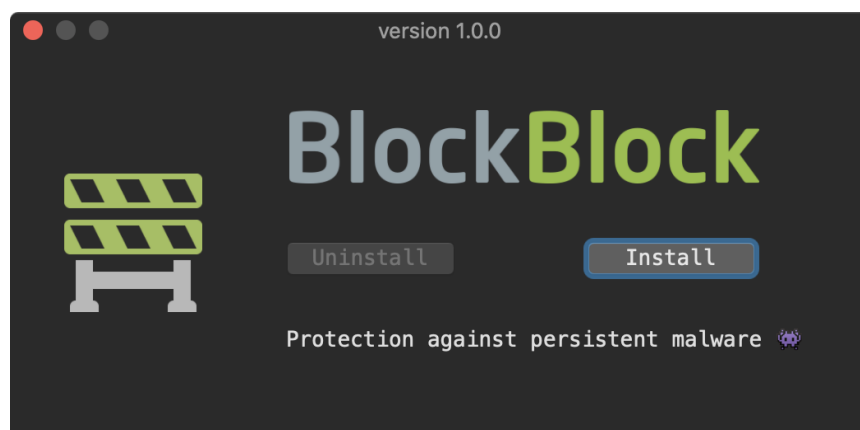 version 1.0.0
BlockBlock
Uninstall
Install
Protection against persistent malware 👾